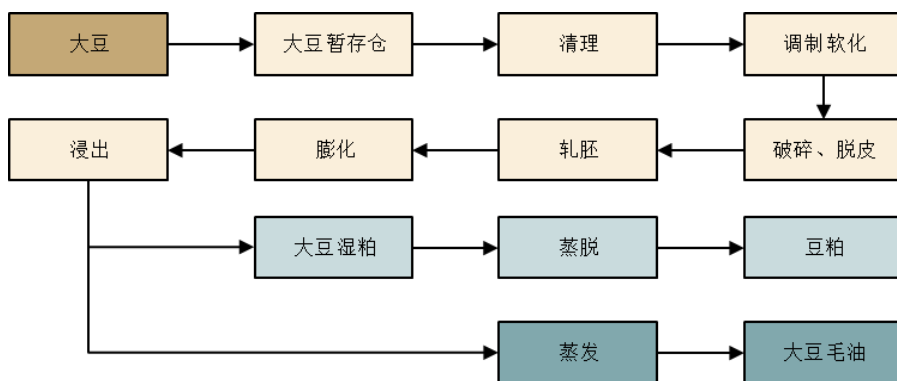 大豆
大豆暂存仓
清理
调制软化
破碎、脱皮
轧胚
膨化
浸出
大豆湿粕
蒸脱
豆粕
蒸发
大豆毛油